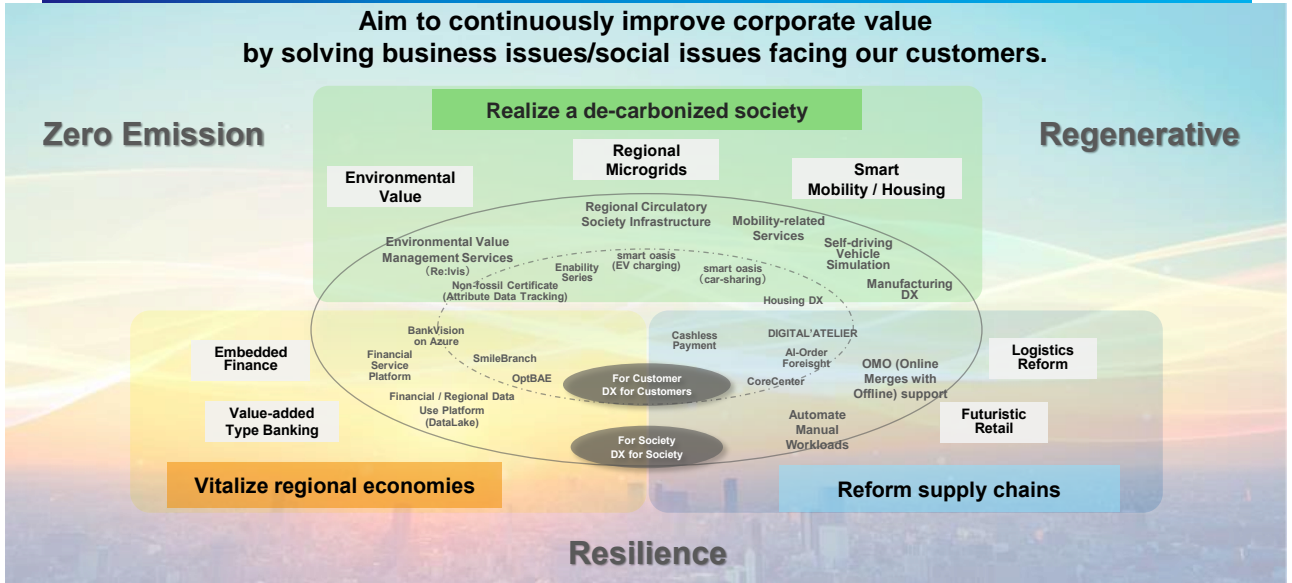 Aim to continuously improve corporate value
by solving business issues/social issues facing our customers.
Realize a de-carbonized society
Zero Emission
Regenerative
Regional
Microgrids
Environmental
Value
Smart
Mobility / Housing
Regional Circulatory
Society Infrastructure
Mobility-related
Services
Environmental Value
Management Services
（Re:lvis）
Self-driving
Vehicle
Simulation
Enability
Series
smart oasis
(EV charging)
smart oasis
（car-sharing）
Manufacturing
DX
Non-fossil Certificate
(Attribute Data Tracking)
Housing DX
BankVision
on Azure
Cashless
Payment
DIGITAL'ATELIER
Embedded
Finance
Financial
Service
Platform
SmileBranch
AI-Order
Foreisght
Logistics
Reform
OptBAE
For Customer
DX for Customers
CoreCenter
OMO (Online
Merges with
Offline) support
Value-added
Type Banking
Financial / Regional Data
Use Platform
(DataLake)
Automate
Manual
Workloads
Futuristic
Retail
For Society
DX for Society
Vitalize regional economies
Reform supply chains
Resilience